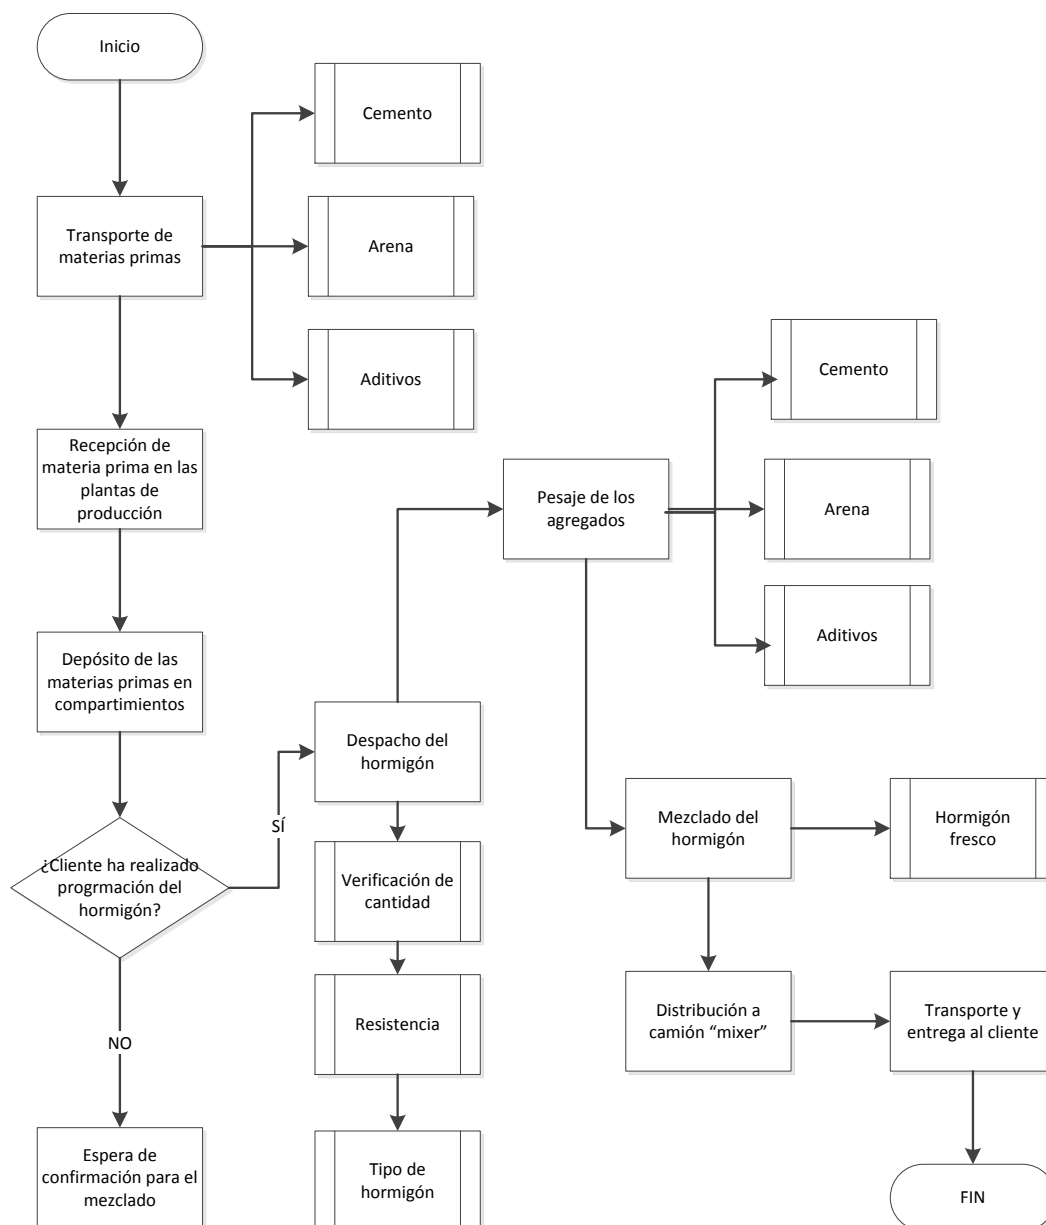 Inicio
Cemento
Transporte de
materias primas
Arena
Aditivos
Recepción de
materia prima en las
plantas de
producción
Depósito de las
materias primas en
compartimientos
¿Cliente ha realizado
progrmación del
hormigón?
SÍ
NO
Espera de
confirmación para el
mezclado
Despacho del
hormigón
Verificación de
cantidad
Resistencia
Tipo de
hormigón
Pesaje de los
agregados
Cemento
Arena
Aditivos
Mezclado del
hormigón
Hormigón
fresco
Distribución a
camión “mixer”
Transporte y
entrega al cliente
FIN